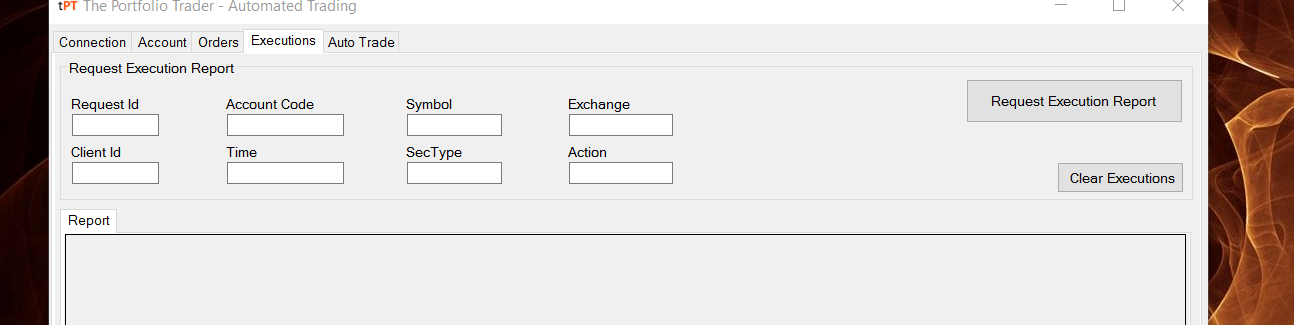 tPT The Portfolio Trader - Automated Trading
Connection Account Orders Executions Auto Trade
Request Execution Report
Request Id Account Code Symbol Exchange
Request Execution Report
Client Id Time SecType Action
Clear Executions
Report